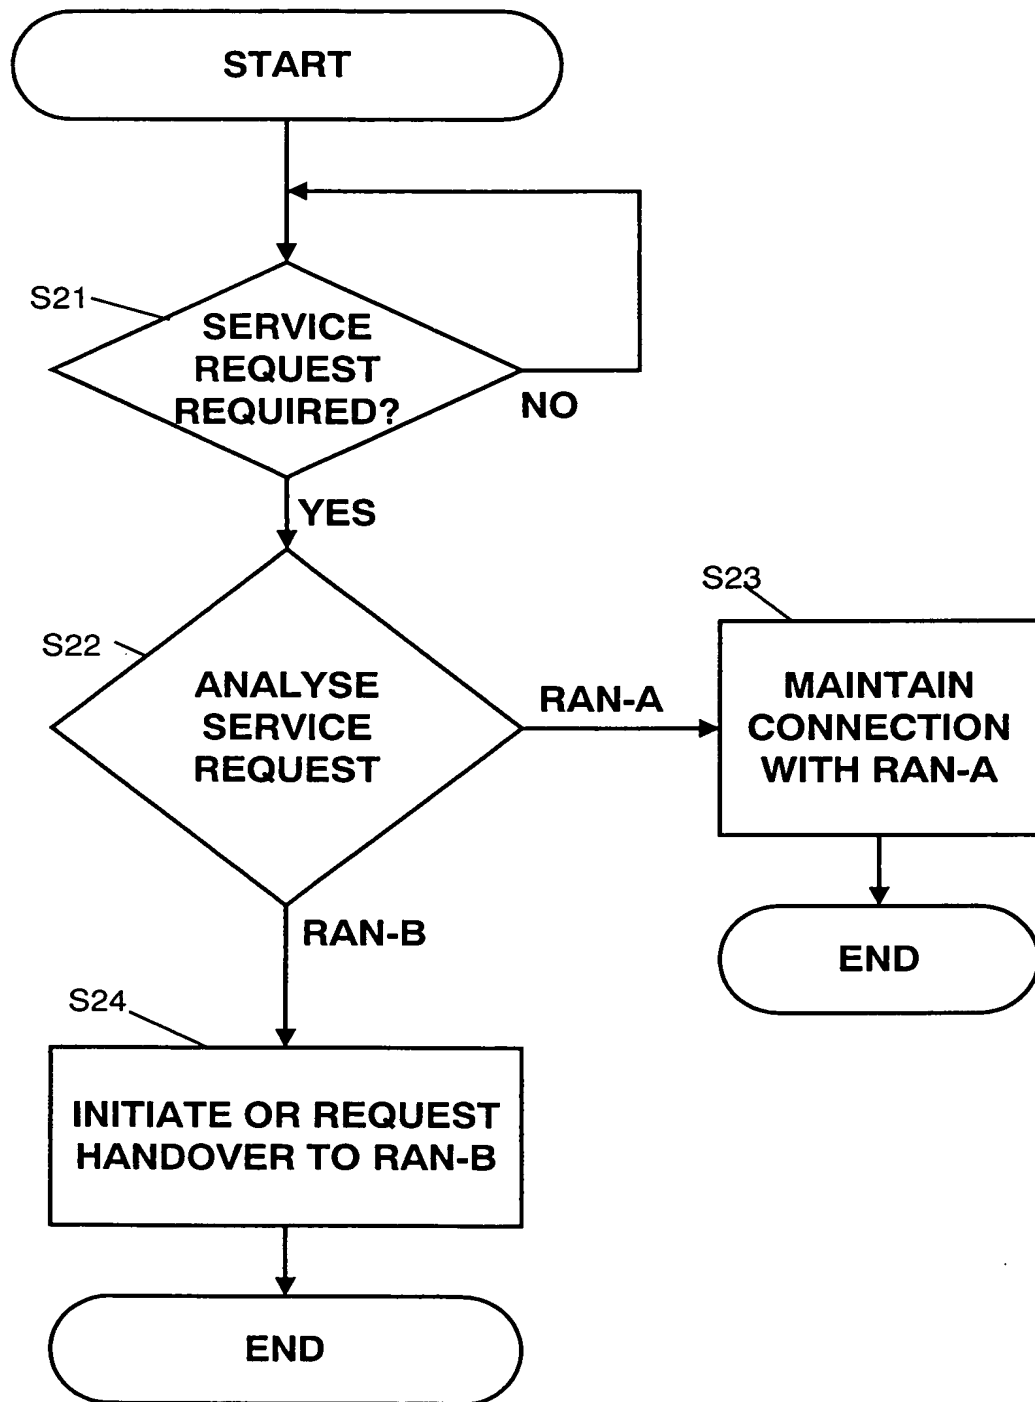 START
S21
SERVICE
REQUEST
REQUIRED?
NO
YES
S22
ANALYSE
SERVICE
REQUEST
RAN-A
S23
MAINTAIN
CONNECTION
WITH RAN-A
END
RAN-B
S24
INITIATE OR REQUEST
HANDOVER TO RAN-B
END